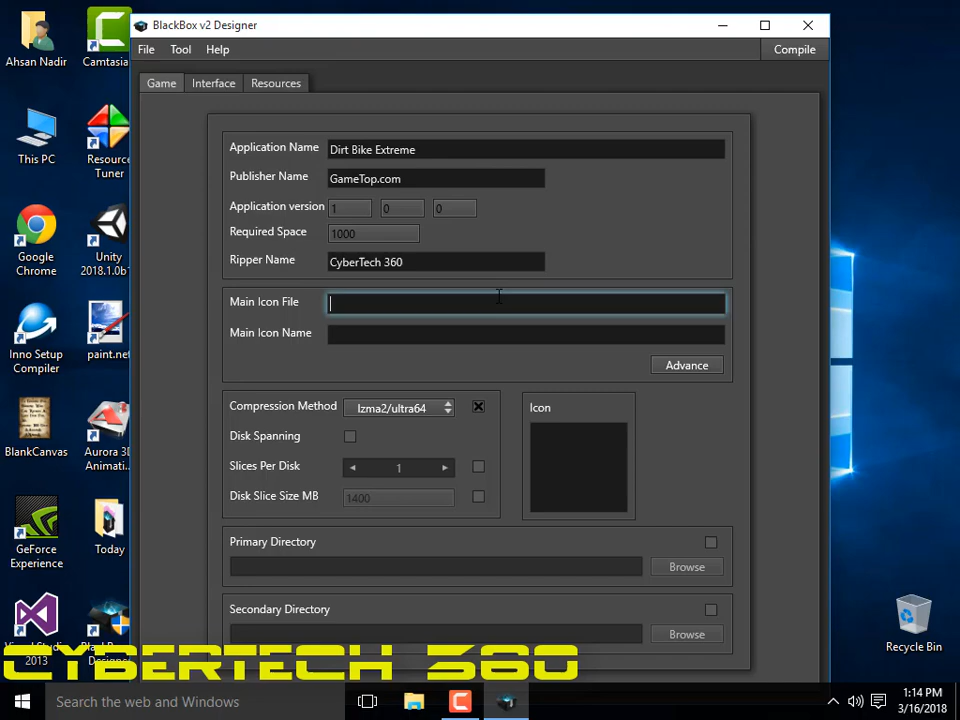 BlackBox v2 Designer
File Tool Help Compile
Game Interface Resources
Application Name Dirt Bike Extreme
Publisher Name GameTop.com
Application version 1 0 0
Required Space 1000
Ripper Name CyberTech 360
Main Icon File
Main Icon Name
Advance
Compression Method lzma2/ultra64
Disk Spanning
Slices Per Disk 1
Disk Slice Size MB 1400
Icon
Primary Directory
Browse
Secondary Directory
Browse
Ahsan Nadir
Camtasia
This PC
Resource
Tuner
Google
Chrome
Unity
2018.1.0b
Inno Setup
Compiler
paint.net
BlankCanvas
Aurora 3D
Animati...
GeForce
Experience
Today
2013
Recycle Bin
CYBERTECH 360
Search the web and Windows
1:14 PM
3/16/2018